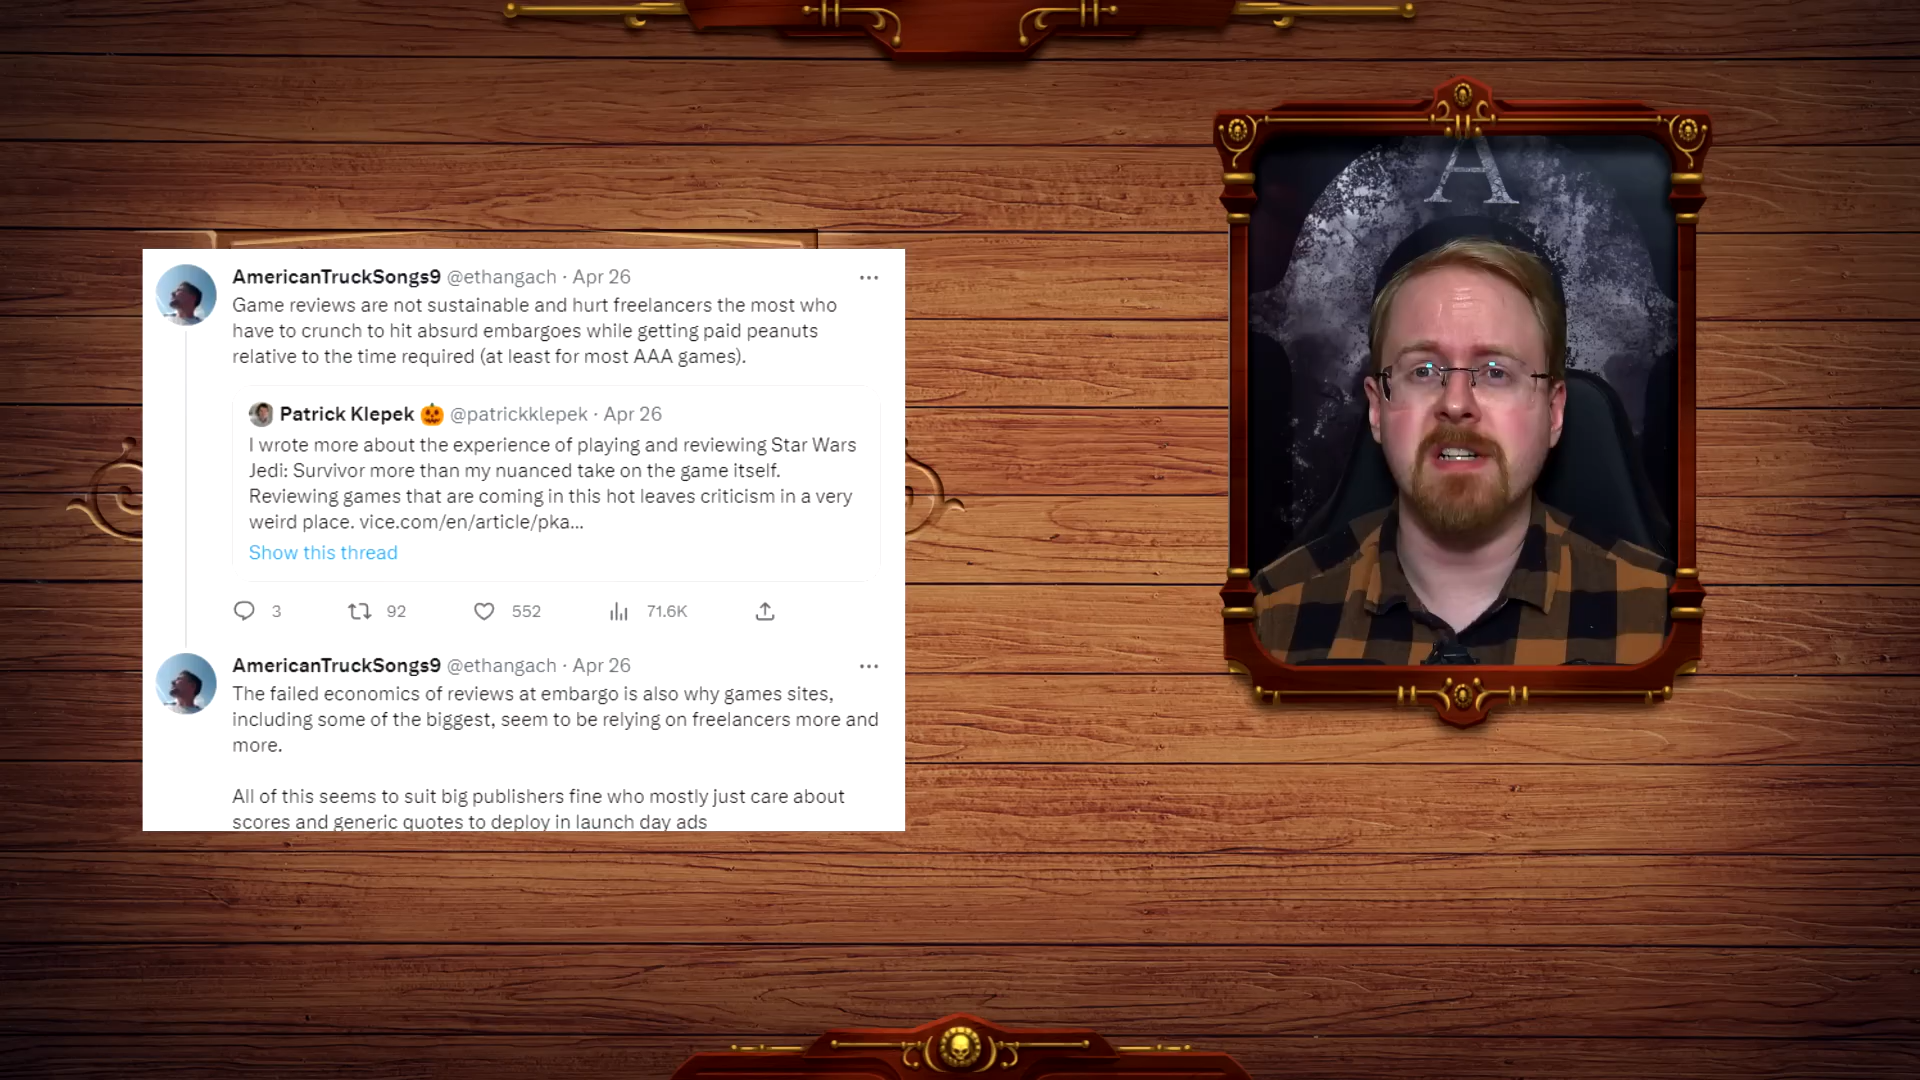 A
AmericanTruckSongs9 @ethangach · Apr 26
Game reviews are not sustainable and hurt freelancers the most who
have to crunch to hit absurd embargoes while getting paid peanuts
relative to the time required (at least for most AAA games).
Patrick Klepek 🎃 @patrickklepek · Apr 26
I wrote more about the experience of playing and reviewing Star Wars
Jedi: Survivor more than my nuanced take on the game itself.
Reviewing games that are coming in this hot leaves criticism in a very
weird place. vice.com/en/article/pka...
Show this thread
3 92 552 71.6K
AmericanTruckSongs9 @ethangach · Apr 26
The failed economics of reviews at embargo is also why games sites,
including some of the biggest, seem to be relying on freelancers more and
more.
All of this seems to suit big publishers fine who mostly just care about
scores and generic quotes to deploy in launch day ads